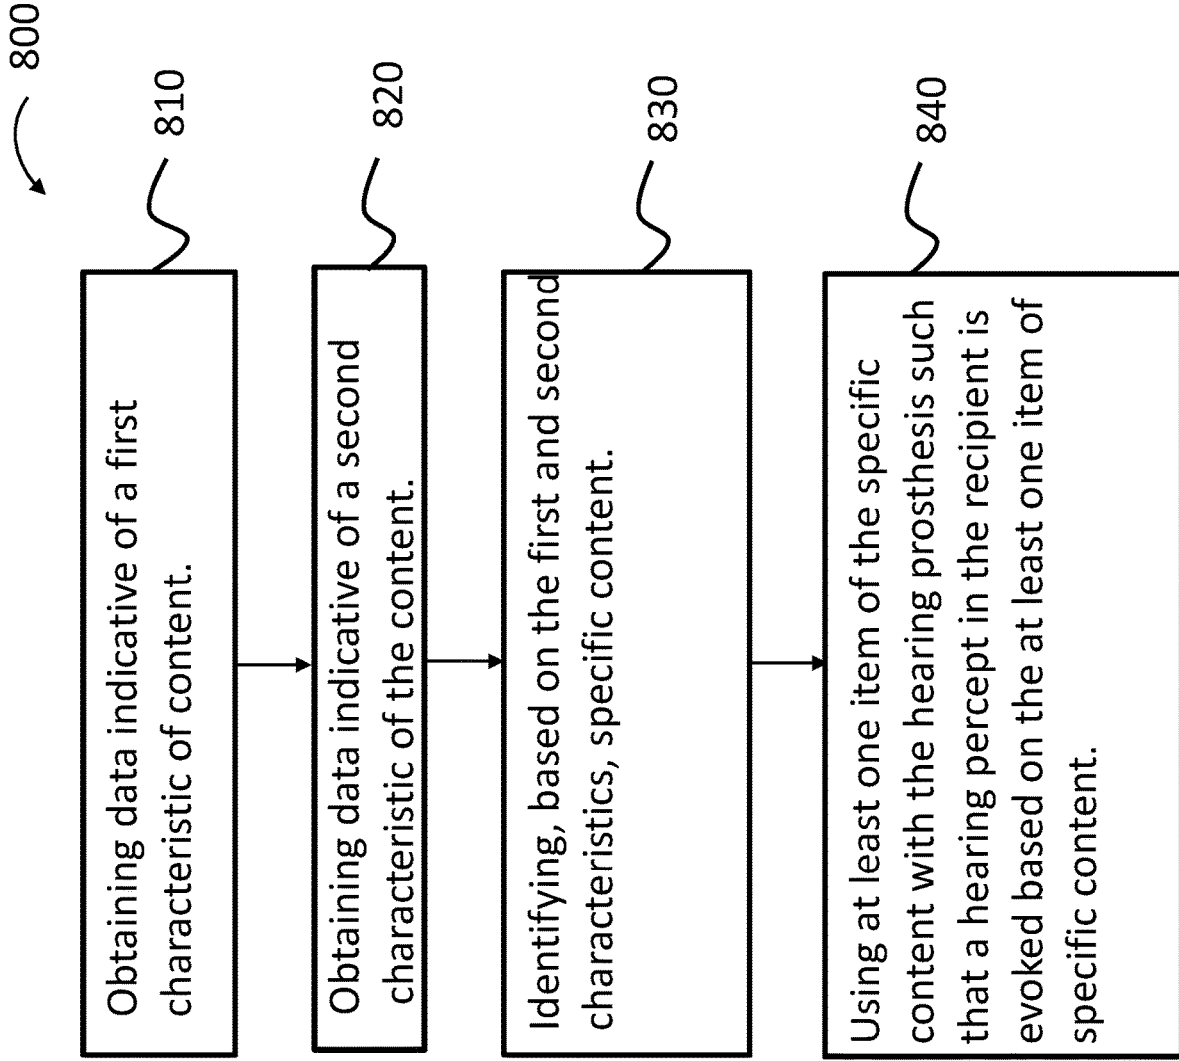 800
Obtaining data indicative of a first
characteristic of content.
810
Obtaining data indicative of a second
characteristic of the content.
820
Identifying, based on the first and second
characteristics, specific content.
830
Using at least one item of the specific
content with the hearing prosthesis such
that a hearing percept in the recipient is
evoked based on the at least one item of
specific content.
840